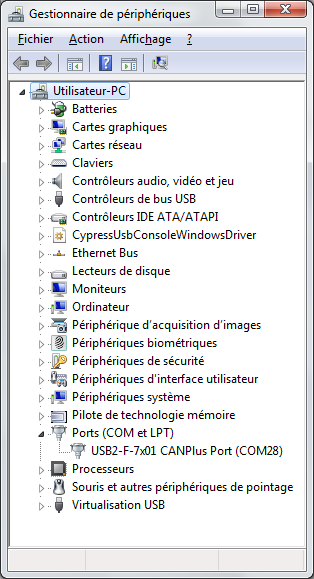 Gestionnaire de périphériques
Fichier Action Affichage ?
Utilisateur-PC
Batteries
Cartes graphiques
Cartes réseau
Claviers
Contrôleurs audio, vidéo et jeu
Contrôleurs de bus USB
Contrôleurs IDE ATA/ATAPI
CypressUsbConsoleWindowsDriver
Ethernet Bus
Lecteurs de disque
Moniteurs
Ordinateur
Périphérique d'acquisition d'images
Périphériques biométriques
Périphériques de sécurité
Périphériques d'interface utilisateur
Périphériques système
Pilote de technologie mémoire
Ports (COM et LPT)
USB2-F-7x01 CANPlus Port (COM28)
Processeurs
Souris et autres périphériques de pointage
Virtualisation USB